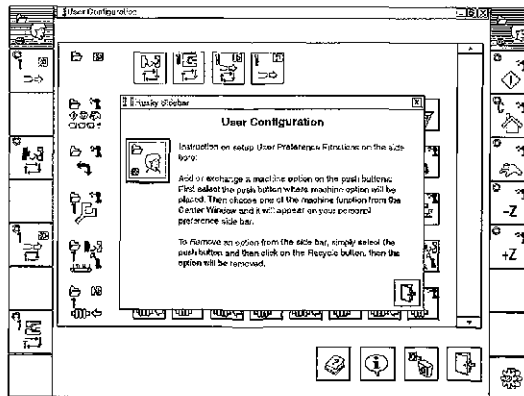 User Configuration
Husky Sidebar
User Configuration
Instruction on setup User Preference Functions on the side
bars:
Add or exchange a machine option on the push buttons:
First select the push button where machine option will be
placed. Then choose one of the machine function from the
Center Window and it will appear on your personal
preference side bar.
To Remove an option from the side bar, simply select the
push button and then click on the Recycle button, then the
option will be removed.
-Z
+Z